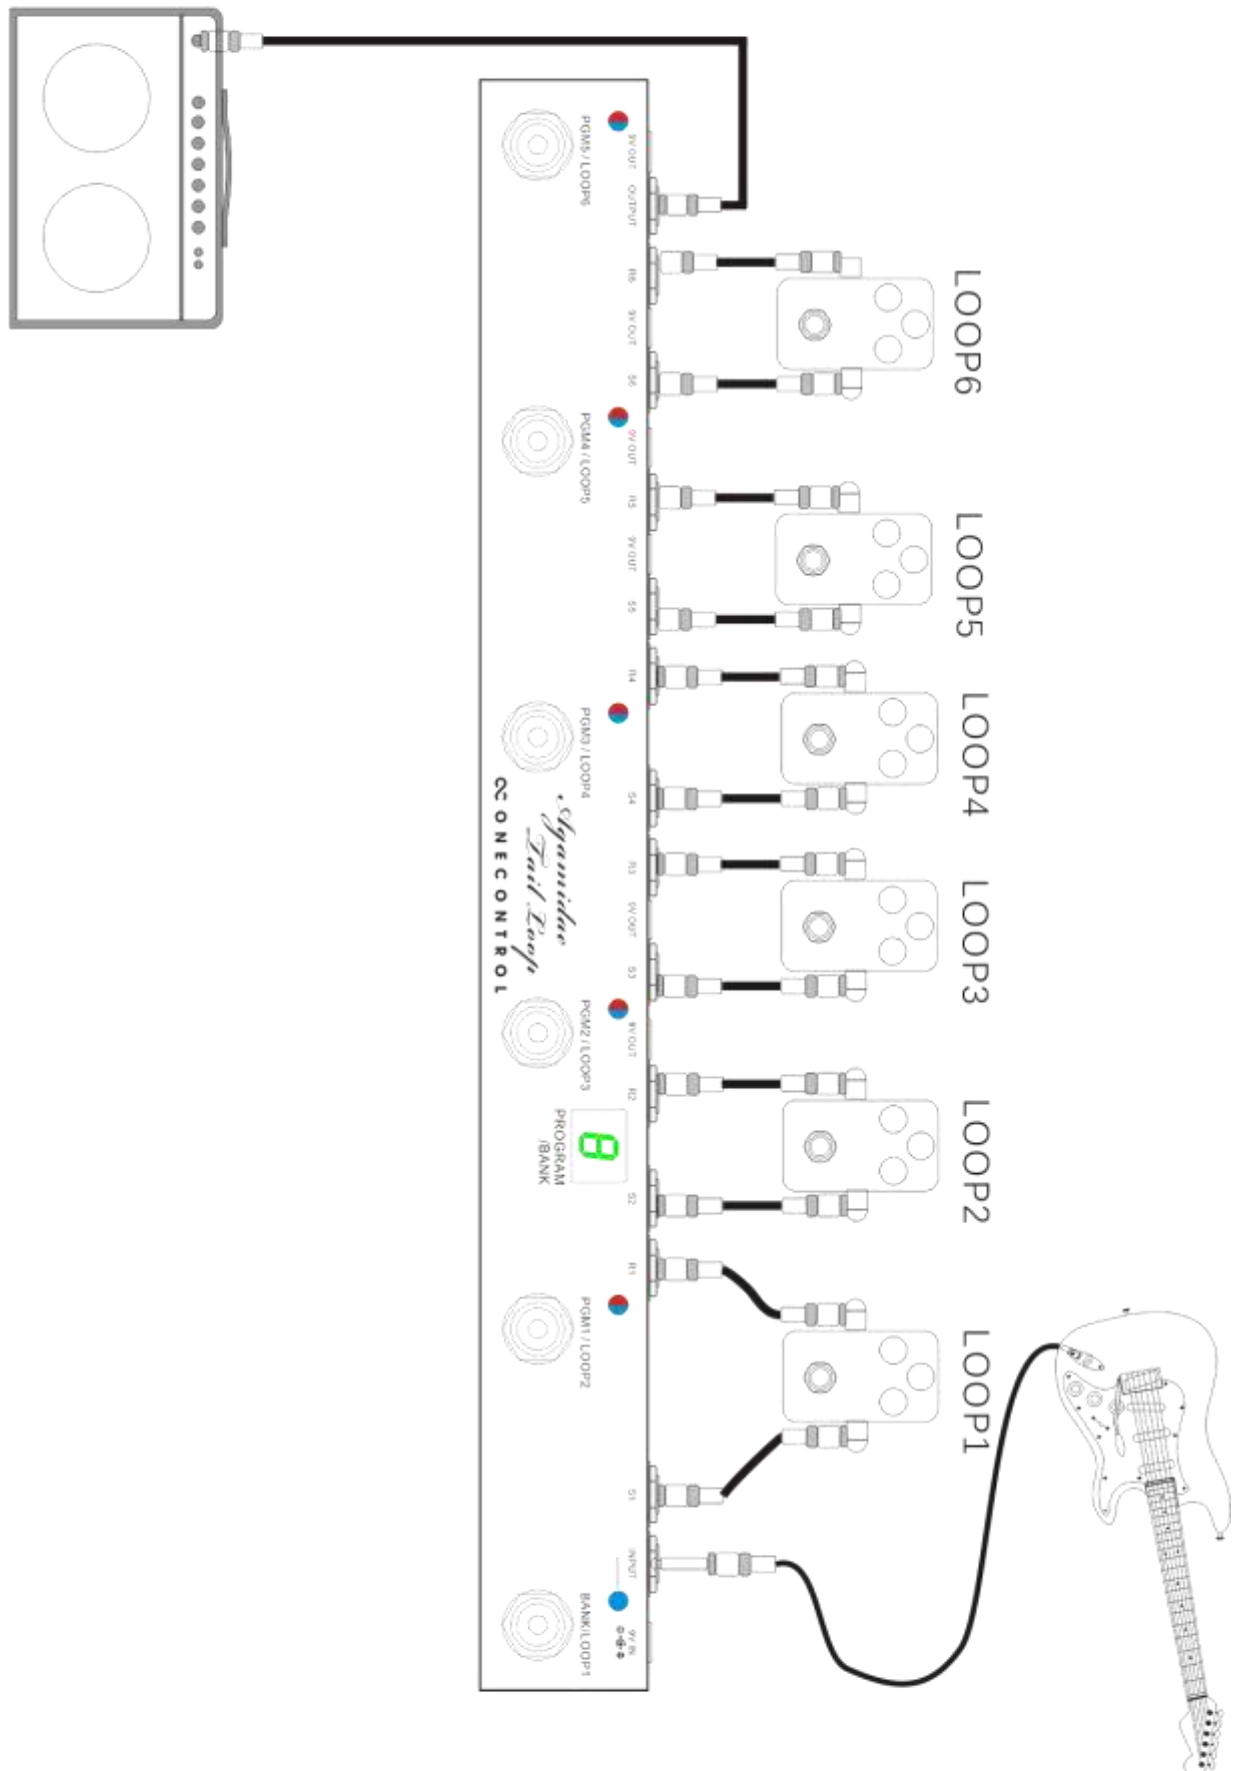 LOOP6 LOOP5 LOOP4 LOOP3 LOOP2 LOOP1
9V OUT OUTPUT R6 9V OUT S6 9V OUT R5 9V OUT S5 R4 S4 R3 9V OUT S3 9V OUT R2 S2 R1 S1 INPUT 9V IN
PGM5 / LOOP6 PGM4 / LOOP5 PGM3 / LOOP4 PGM2 / LOOP3 8 PGM1 / LOOP2 BANK/LOOP1
Agamidae
Tail Loop
PROGRAM
/BANK
ONECONTROL